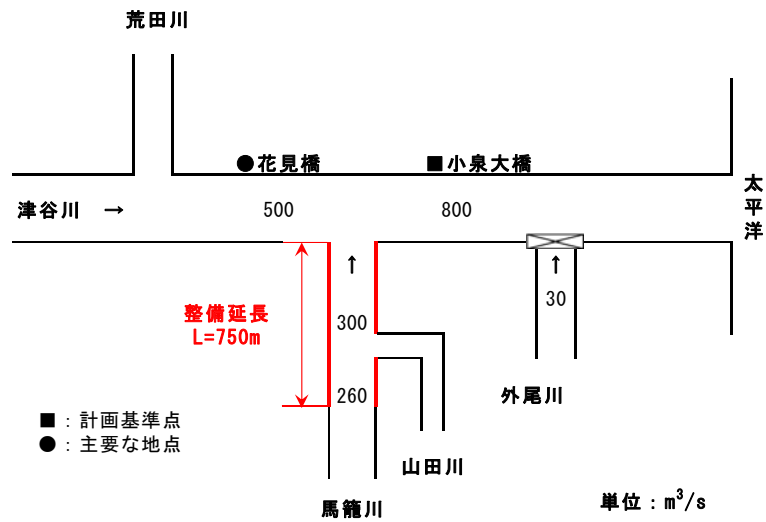 荒田川
●花見橋
■小泉大橋
太平洋
津谷川 →
500
800
↑
↑
30
整備延長
L=750m
300
260
外尾川
■：計画基準点
●：主要な地点
山田川
馬籠川
単位：m³/s